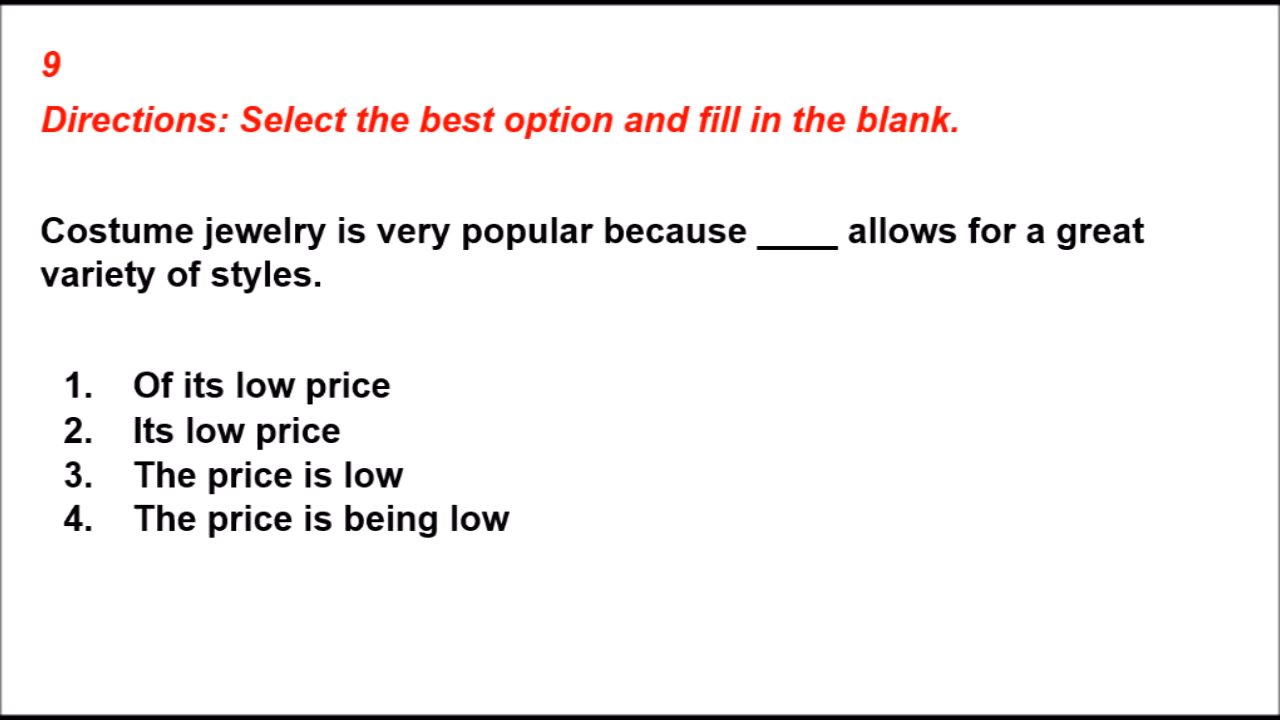 9
Directions: Select the best option and fill in the blank.
Costume jewelry is very popular because ____ allows for a great
variety of styles.
1. Of its low price
2. Its low price
3. The price is low
4. The price is being low